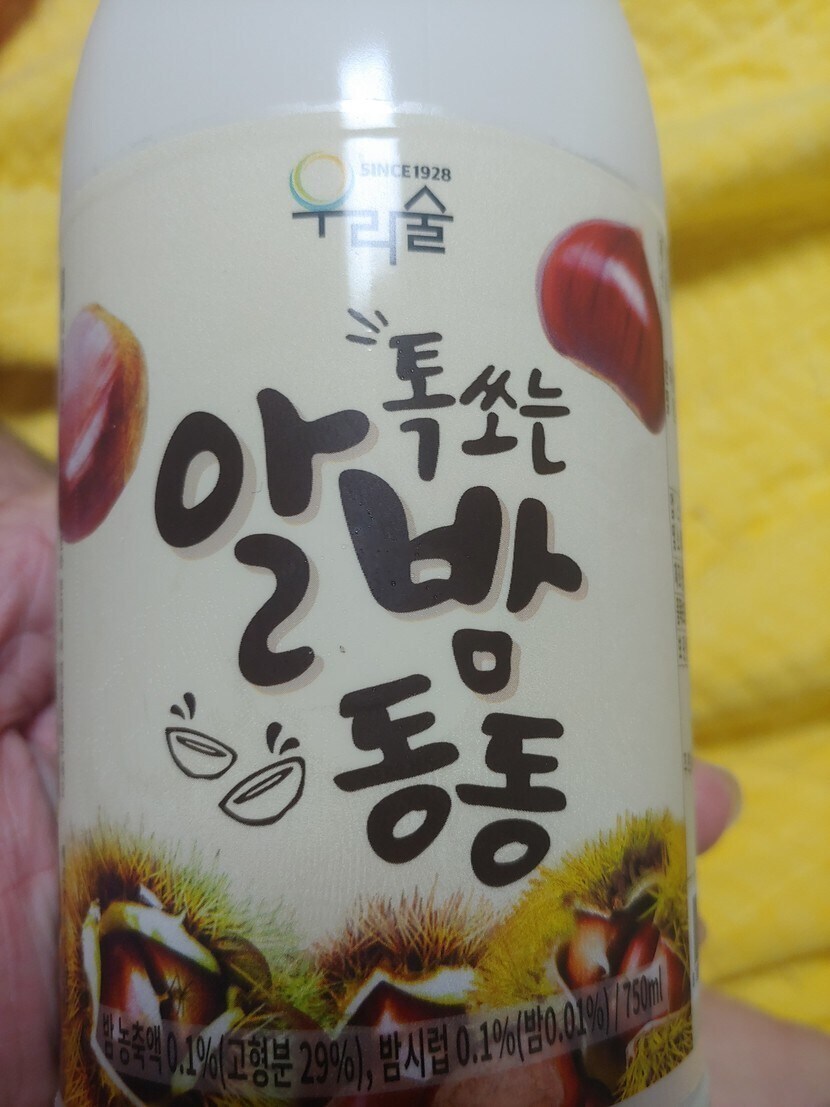 SINCE1928
우리술
톡쏘는
알밤
동동
밤 농축액 0.1%(고형분 29%), 밤시럽 0.1%(밤0.01%) / 750ml